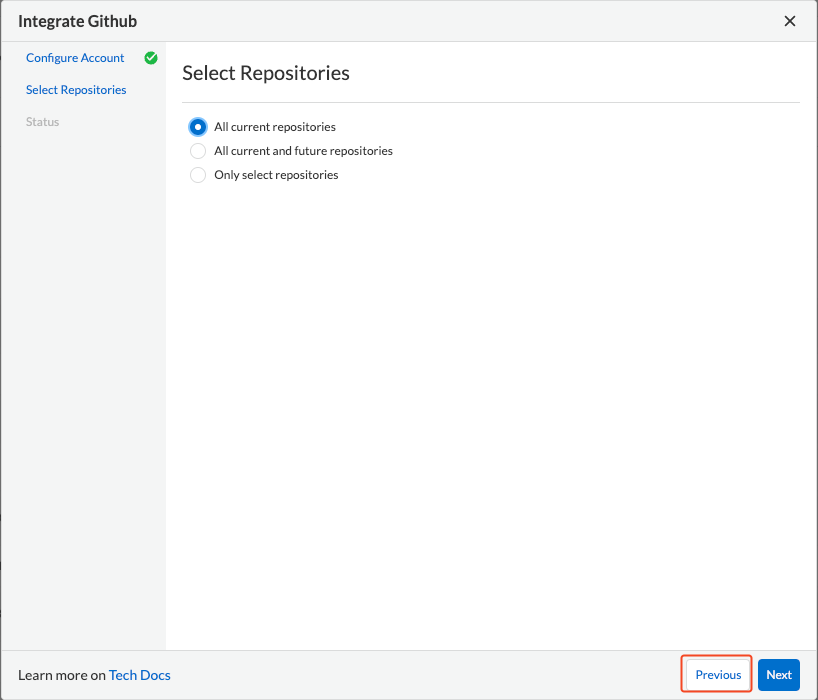 Integrate Github
Configure Account
Select Repositories
Status
Select Repositories
All current repositories
All current and future repositories
Only select repositories
Learn more on Tech Docs
Previous
Next